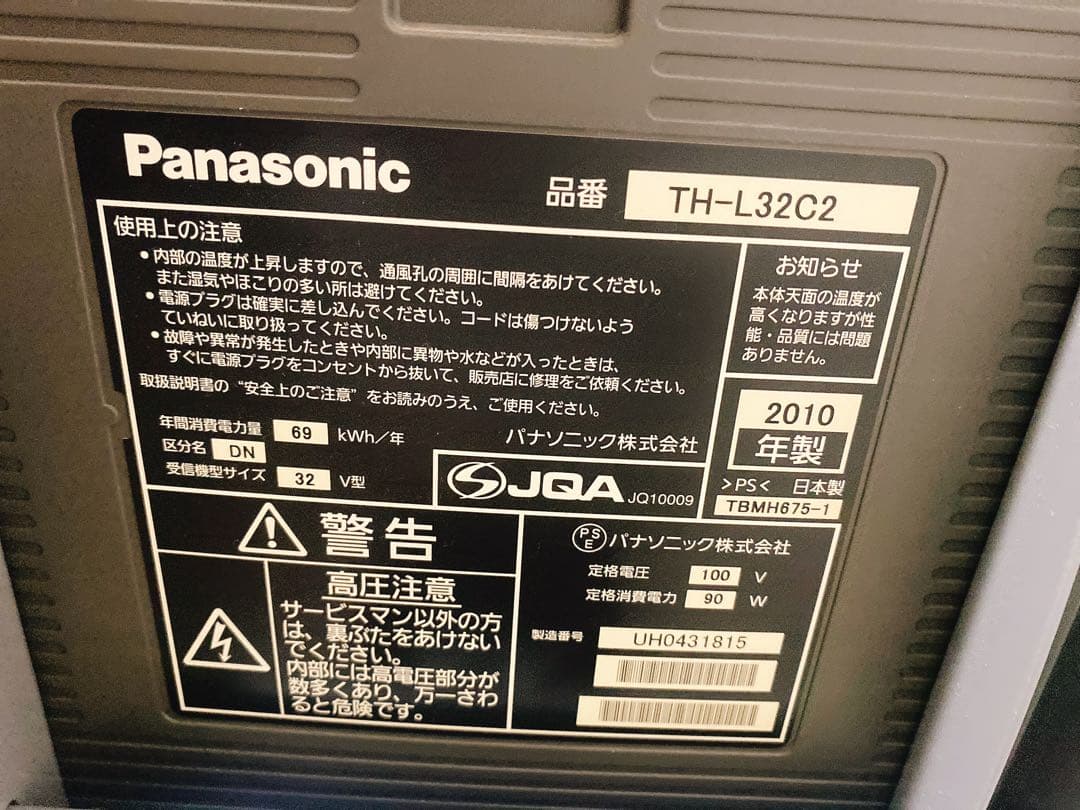 Panasonic
品番 TH-L32C2
使用上の注意
•内部の温度が上昇しますので、通風孔の周囲に間隔をあけてください。
また湿気やほこりの多い所は避けてください。
•電源プラグは確実に差し込んでください。コードは傷つけないよう
ていねいに取り扱ってください。
•故障や異常が発生したときや内部に異物や水などが入ったときは、
すぐに電源プラグをコンセントから抜いて、販売店に修理をご依頼ください。
取扱説明書の“安全上のご注意”をお読みのうえ、ご使用ください。
年間消費電力量 69 kWh/年
区分名 DN
受信機型サイズ 32 V型
パナソニック株式会社
JQA JQ10009
お知らせ
本体天面の温度が
高くなりますが性
能・品質には問題
ありません。
2010
年製
>PS< 日本製
TBMH675-1
警告
高圧注意
サービスマン以外の方
は、裏ぶたをあけない
でください。
内部には高電圧部分が
数多くあり、万一さわ
ると危険です。
PSE パナソニック株式会社
定格電圧 100 V
定格消費電力 90 W
製造番号 UH0431815